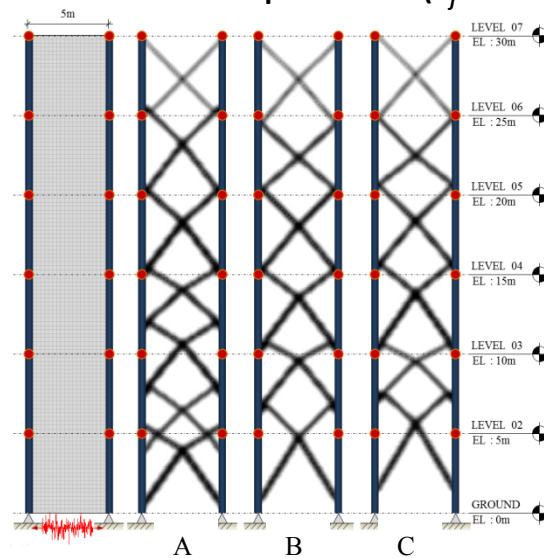 5m
LEVEL 07
EL : 30m
LEVEL 06
EL : 25m
LEVEL 05
EL : 20m
LEVEL 04
EL : 15m
LEVEL 03
EL : 10m
LEVEL 02
EL : 5m
GROUND
EL : 0m
A B C